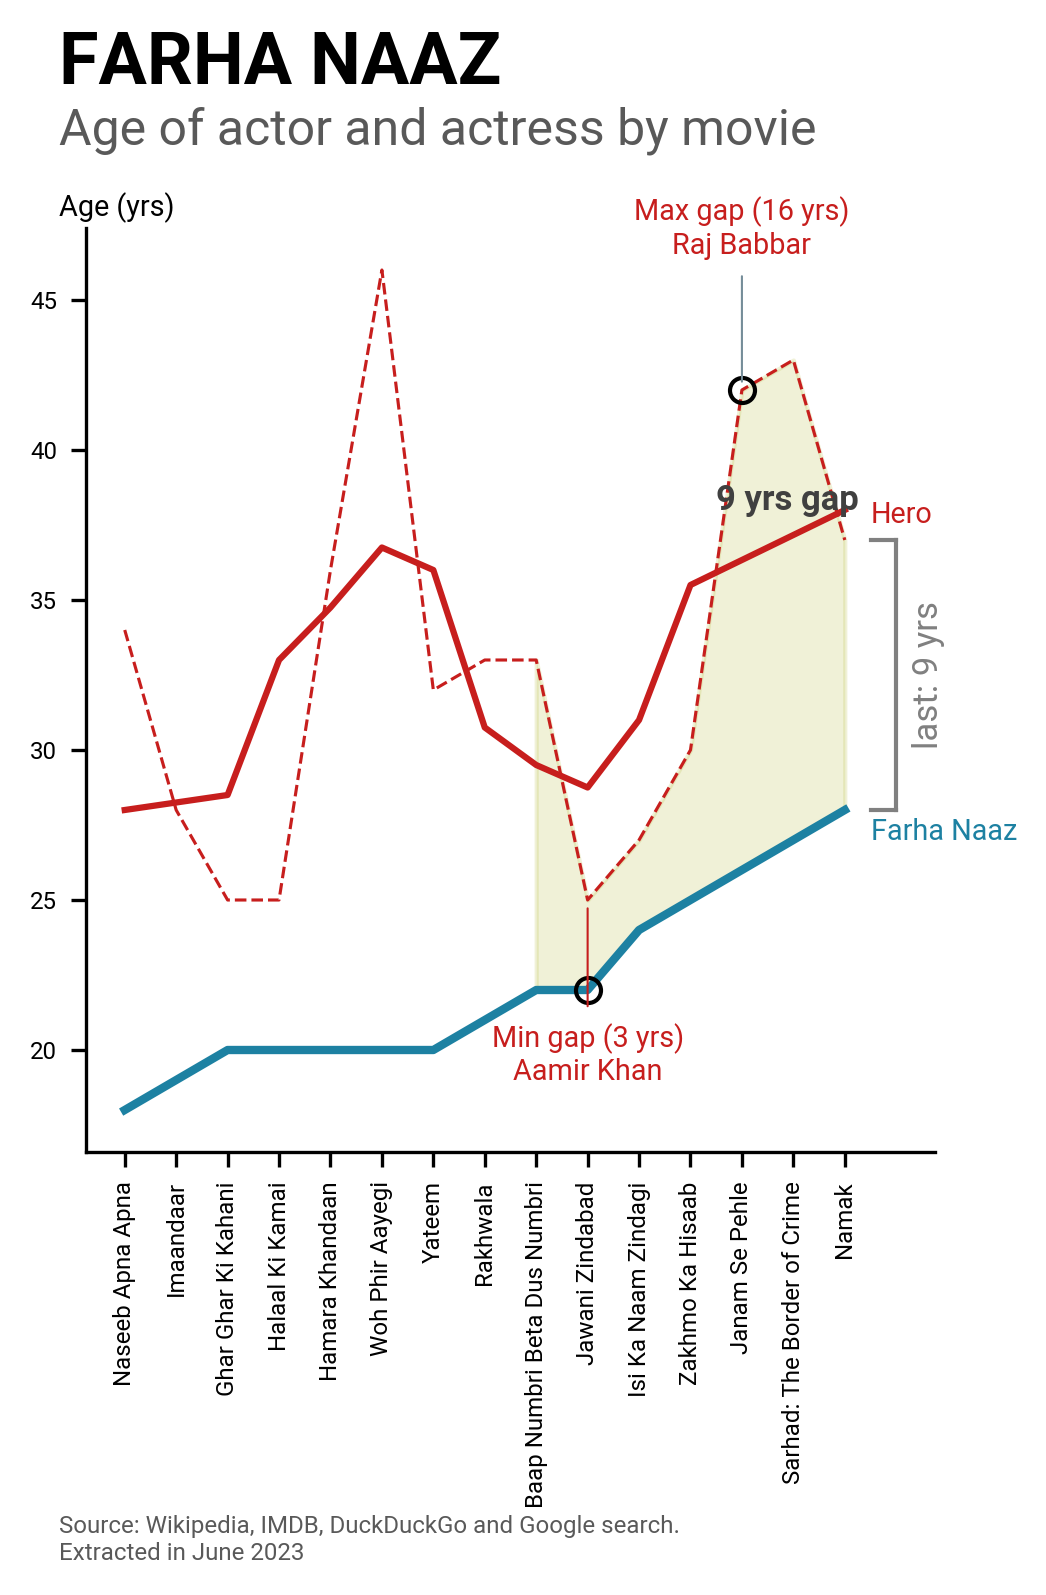 FARHA NAAZ
Age of actor and actress by movie
Age (yrs)
Max gap (16 yrs)
Raj Babbar
45
40
35
30
25
20
9 yrs gap
Hero
last: 9 yrs
Farha Naaz
Min gap (3 yrs)
Aamir Khan
Naseeb Apna Apna
Imaandaar
Ghar Ghar Ki Kahani
Halaal Ki Kamai
Hamara Khandaan
Woh Phir Aayegi
Yateem
Rakhwala
Baap Numbri Beta Dus Numbri
Jawani Zindabad
Isi Ka Naam Zindagi
Zakhmo Ka Hisaab
Janam Se Pehle
Sarhad: The Border of Crime
Namak
Source: Wikipedia, IMDB, DuckDuckGo and Google search.
Extracted in June 2023